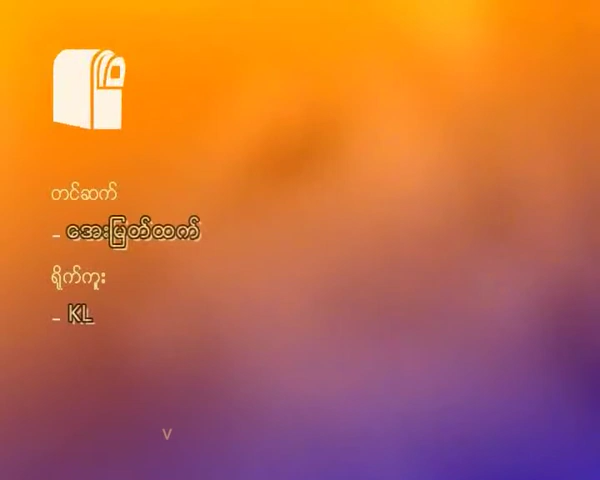 တင်ဆက်
- အေးမြတ်ထက်
ရိုက်ကူး
- KL
v